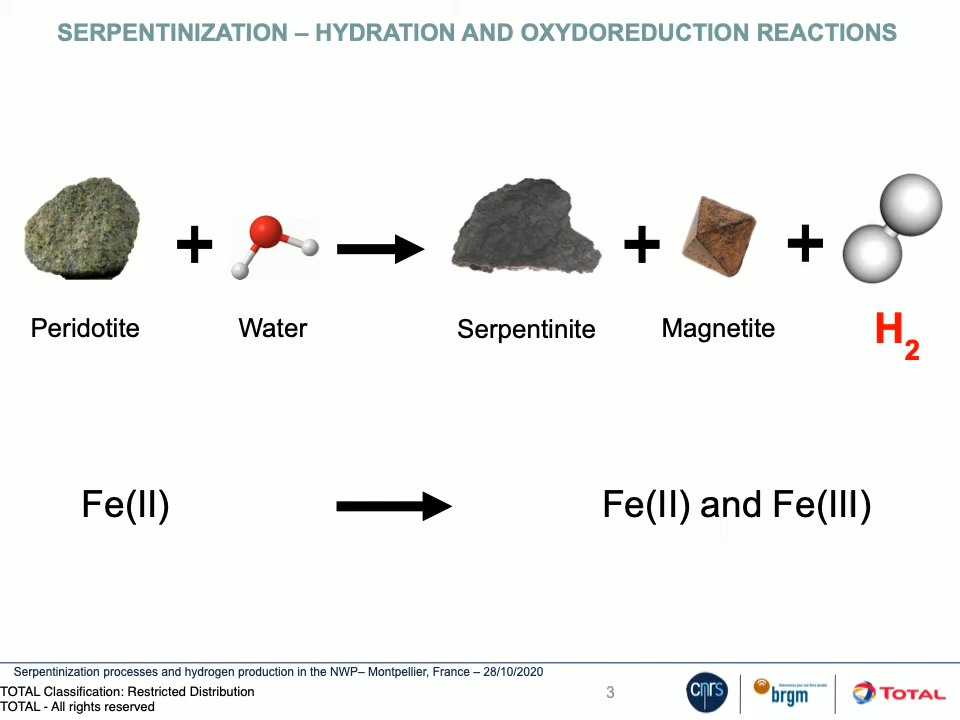 SERPENTINIZATION – HYDRATION AND OXYDOREDUCTION REACTIONS
+ + +
Peridotite Water Serpentinite Magnetite H2
Fe(II) Fe(II) and Fe(III)
Serpentinization processes and hydrogen production in the NWP– Montpellier, France – 28/10/2020
TOTAL Classification: Restricted Distribution
TOTAL - All rights reserved
3
cnrs
brgm
TOTAL